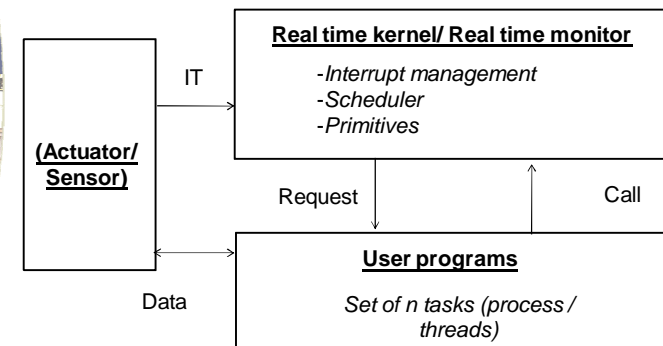 Real time kernel/ Real time monitor
-Interrupt management
-Scheduler
-Primitives
IT
(Actuator/
Sensor)
Request
Call
Data
User programs
Set of n tasks (process /
threads)